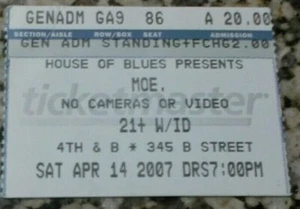 GENADM GA9 86 A 20.00
SECTION/AISLE ROW/BOX SEAT ADMISSION
GEN ADM STANDING+FCHG2.00
HOUSE OF BLUES PRESENTS
MOE.
ticketmaster
NO CAMERAS OR VIDEO
21+ W/ID
4TH & B * 345 B STREET
SAT APR 14 2007 DRS7:00PM